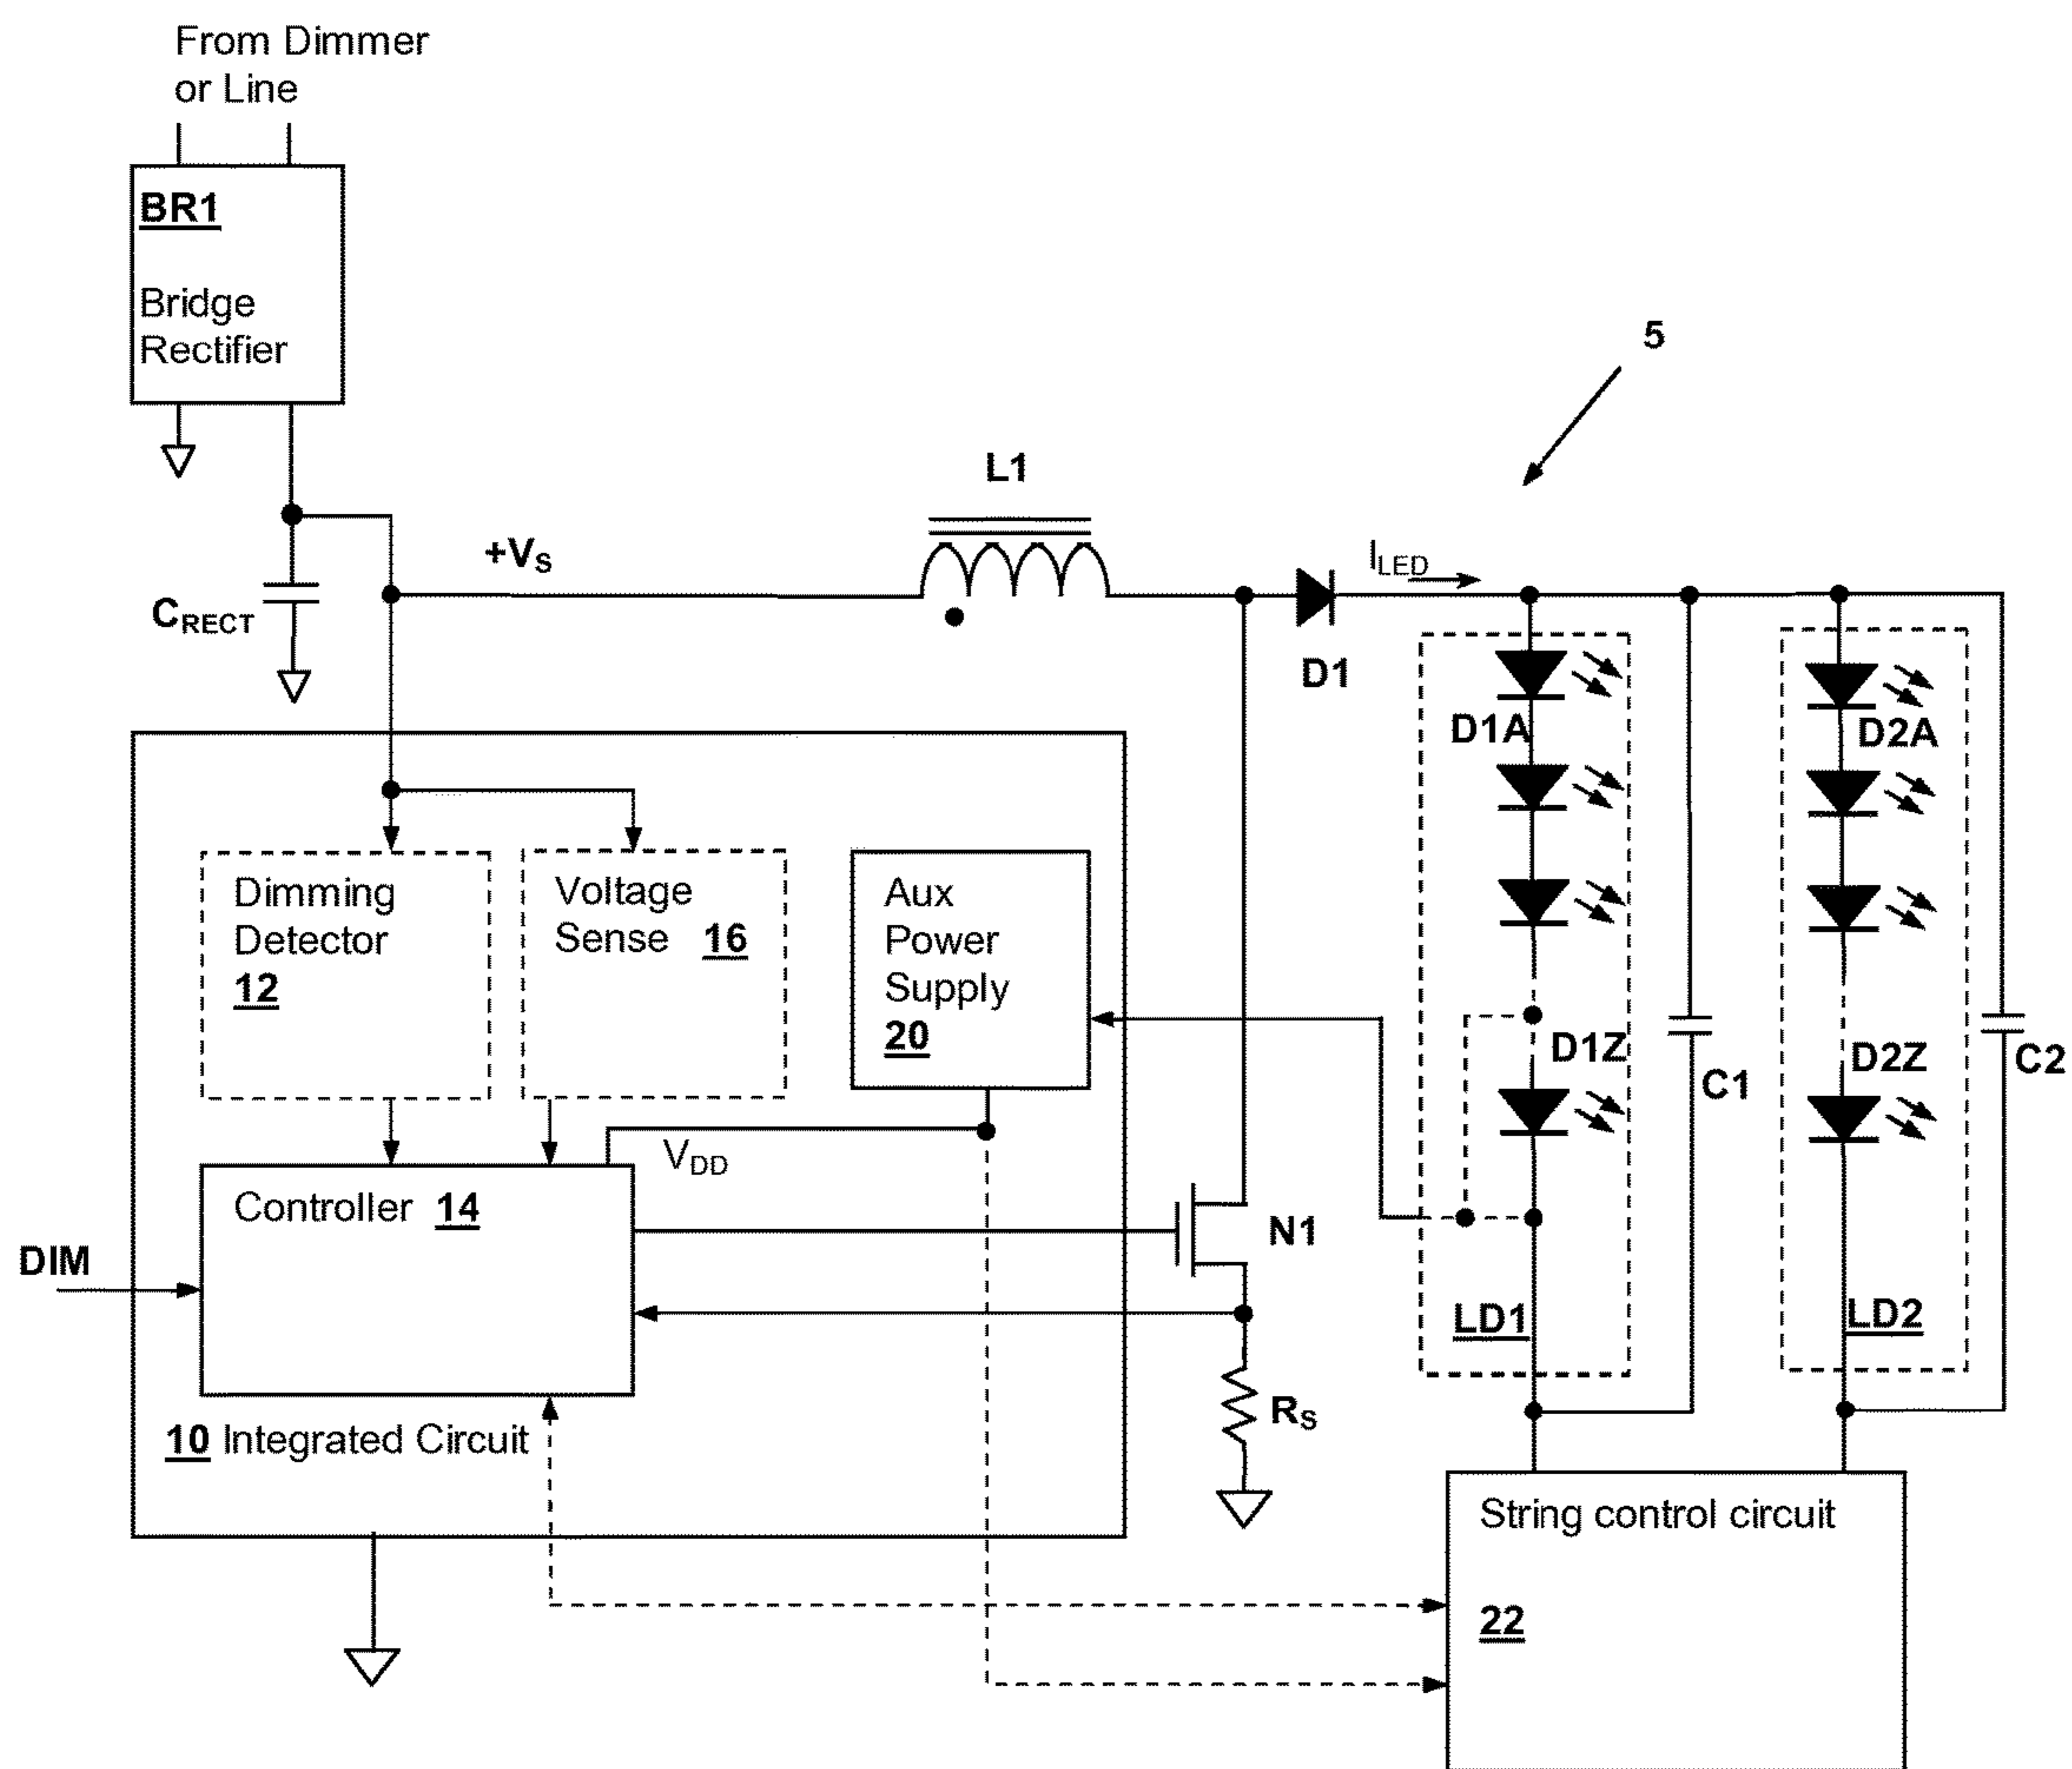 From Dimmer
or Line
BR1
Bridge
Rectifier
5
L1
+VS
ILED
CRECT
D1
D1A
D2A
Dimming
Detector
12
Voltage
Sense 16
Aux
Power
Supply
20
D1Z
D2Z
C1
C2
VDD
Controller 14
N1
DIM
LD1
LD2
RS
10 Integrated Circuit
String control circuit
22